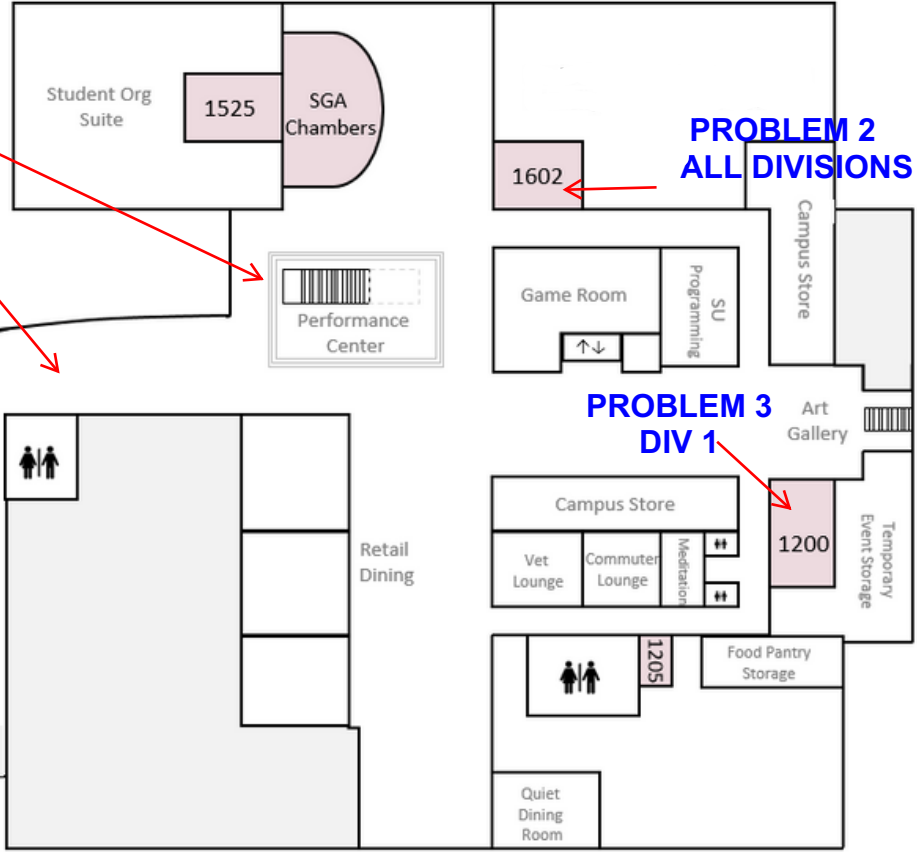 Student Org
Suite
1525
SGA
Chambers
PROBLEM 2
ALL DIVISIONS
1602
Campus Store
Performance
Center
Game Room
SU
Programming
↑↓
PROBLEM 3
DIV 1
Art
Gallery
Campus Store
Vet
Lounge
Commuter
Lounge
Meditation
1200
Temporary
Event Storage
Retail
Dining
1205
Food Pantry
Storage
Quiet
Dining
Room